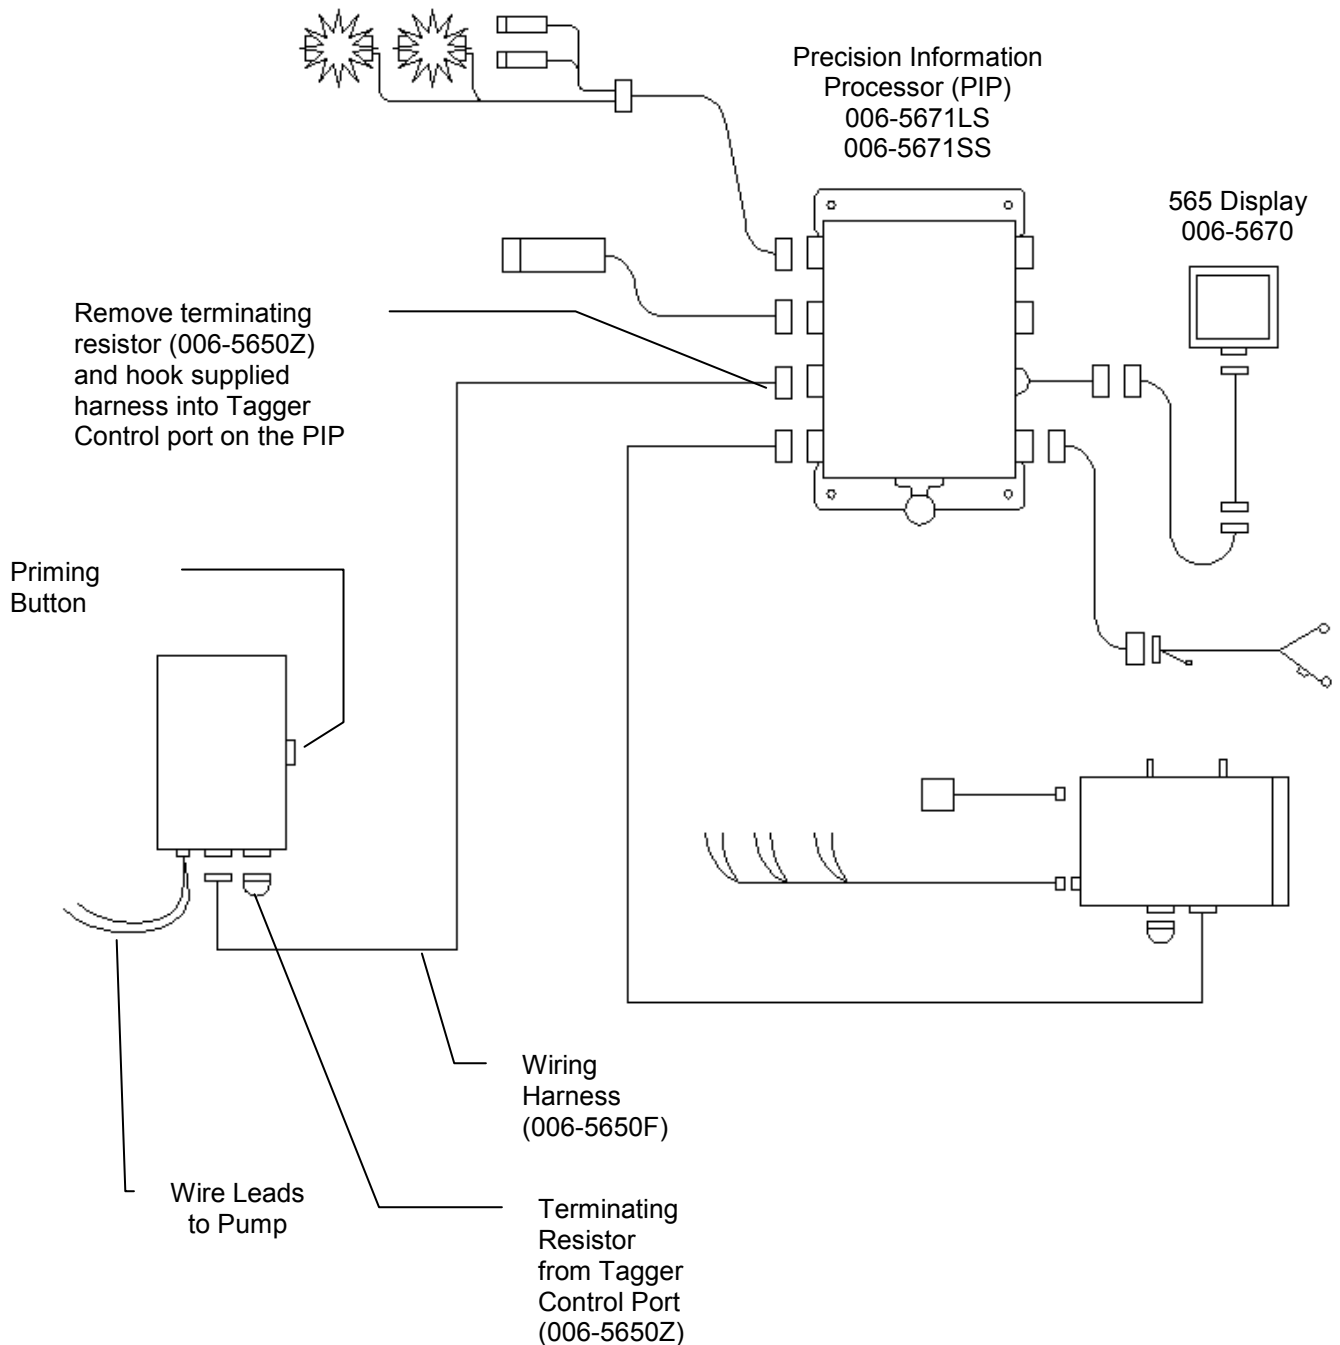 Precision Information
Processor (PIP)
006-5671LS
006-5671SS
565 Display
006-5670
Remove terminating
resistor (006-5650Z)
and hook supplied
harness into Tagger
Control port on the PIP
Priming
Button
Wiring
Harness
(006-5650F)
Wire Leads
to Pump
Terminating
Resistor
from Tagger
Control Port
(006-5650Z)